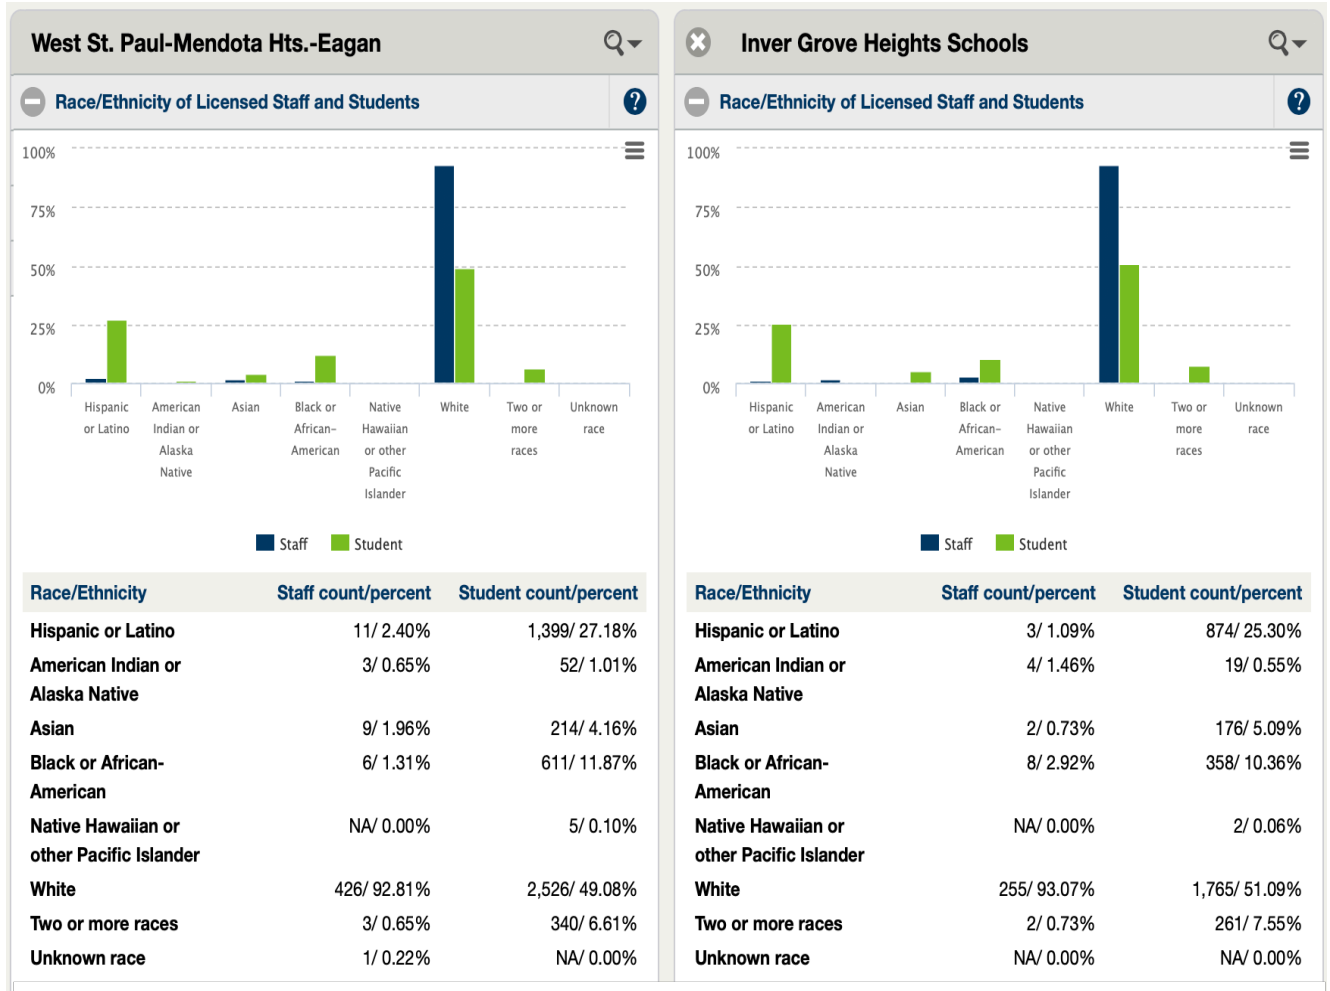 West St. Paul-Mendota Hts.-Eagan
Race/Ethnicity of Licensed Staff and Students
?
100%
75%
50%
25%
0%
Hispanic or Latino
American Indian or Alaska Native
Asian
Black or African-American
Native Hawaiian or other Pacific Islander
White
Two or more races
Unknown race
Staff Student
Race/Ethnicity Staff count/percent Student count/percent
Hispanic or Latino 11/ 2.40% 1,399/ 27.18%
American Indian or 3/ 0.65% 52/ 1.01%
Alaska Native
Asian 9/ 1.96% 214/ 4.16%
Black or African- 6/ 1.31% 611/ 11.87%
American
Native Hawaiian or NA/ 0.00% 5/ 0.10%
other Pacific Islander
White 426/ 92.81% 2,526/ 49.08%
Two or more races 3/ 0.65% 340/ 6.61%
Unknown race 1/ 0.22% NA/ 0.00%
Inver Grove Heights Schools
Race/Ethnicity of Licensed Staff and Students
?
100%
75%
50%
25%
0%
Hispanic or Latino
American Indian or Alaska Native
Asian
Black or African-American
Native Hawaiian or other Pacific Islander
White
Two or more races
Unknown race
Staff Student
Race/Ethnicity Staff count/percent Student count/percent
Hispanic or Latino 3/ 1.09% 874/ 25.30%
American Indian or 4/ 1.46% 19/ 0.55%
Alaska Native
Asian 2/ 0.73% 176/ 5.09%
Black or African- 8/ 2.92% 358/ 10.36%
American
Native Hawaiian or NA/ 0.00% 2/ 0.06%
other Pacific Islander
White 255/ 93.07% 1,765/ 51.09%
Two or more races 2/ 0.73% 261/ 7.55%
Unknown race NA/ 0.00% NA/ 0.00%